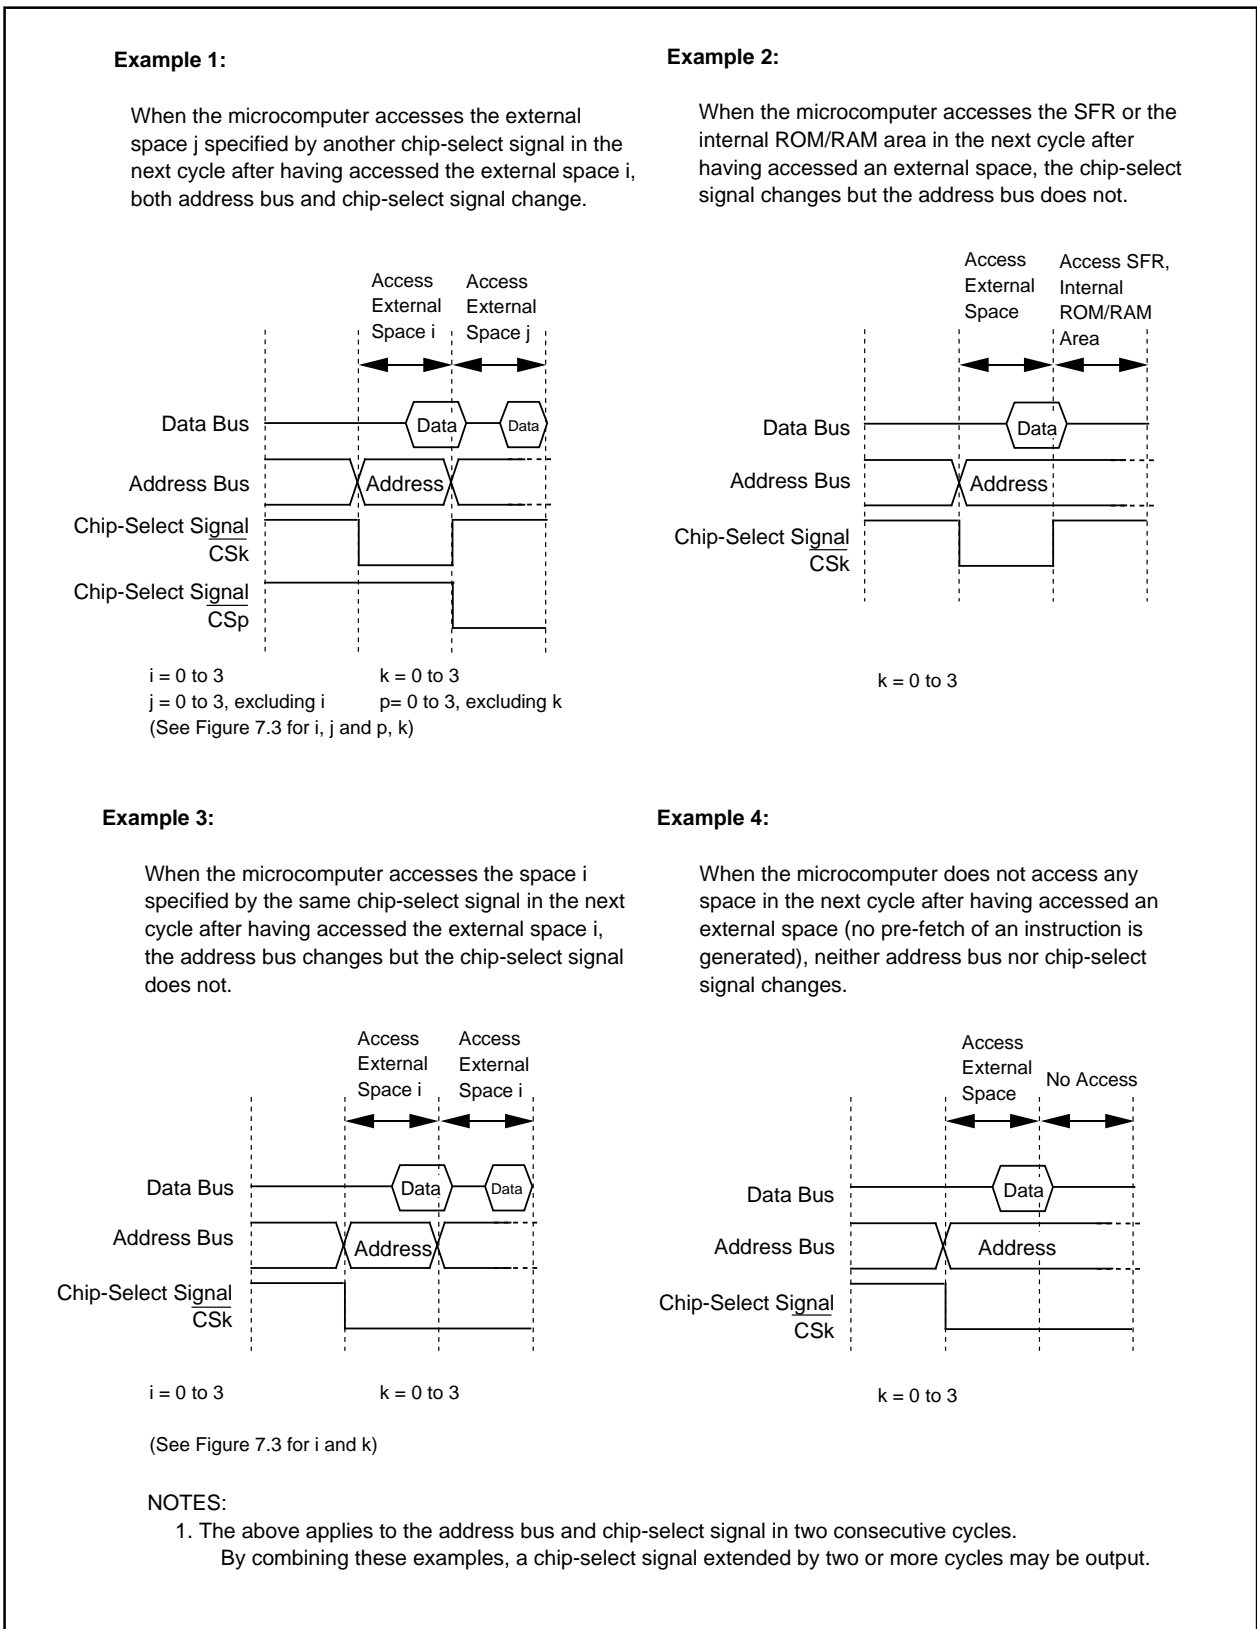 Example 1:
When the microcomputer accesses the external
space j specified by another chip-select signal in the
next cycle after having accessed the external space i,
both address bus and chip-select signal change.
Access
External
Space i
Access
External
Space j
Data Bus
Data
Data
Address Bus
Address
Chip-Select Signal
CSk
Chip-Select Signal
CSp
i = 0 to 3
k = 0 to 3
j = 0 to 3, excluding i
p= 0 to 3, excluding k
(See Figure 7.3 for i, j and p, k)
Example 2:
When the microcomputer accesses the SFR or the
internal ROM/RAM area in the next cycle after
having accessed an external space, the chip-select
signal changes but the address bus does not.
Access
External
Space
Access SFR,
Internal
ROM/RAM
Area
Data Bus
Data
Address Bus
Address
Chip-Select Signal
CSk
k = 0 to 3
Example 3:
When the microcomputer accesses the space i
specified by the same chip-select signal in the next
cycle after having accessed the external space i,
the address bus changes but the chip-select signal
does not.
Access
External
Space i
Access
External
Space i
Data Bus
Data
Data
Address Bus
Address
Chip-Select Signal
CSk
i = 0 to 3
k = 0 to 3
(See Figure 7.3 for i and k)
Example 4:
When the microcomputer does not access any
space in the next cycle after having accessed an
external space (no pre-fetch of an instruction is
generated), neither address bus nor chip-select
signal changes.
Access
External
Space
No Access
Data Bus
Data
Address Bus
Address
Chip-Select Signal
CSk
k = 0 to 3
NOTES:
1. The above applies to the address bus and chip-select signal in two consecutive cycles.
By combining these examples, a chip-select signal extended by two or more cycles may be output.